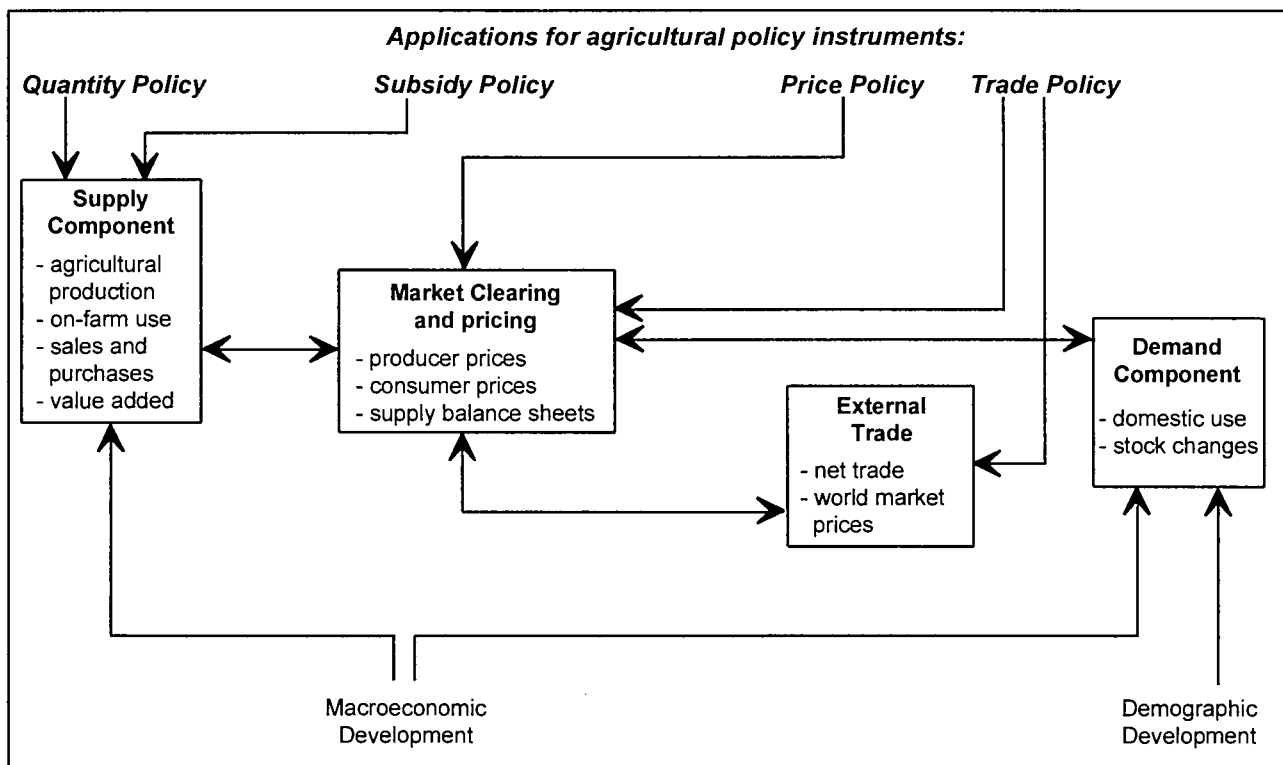 Applications for agricultural policy instruments:
Quantity Policy
Subsidy Policy
Price Policy
Trade Policy
Supply
Component
- agricultural
production
- on-farm use
- sales and
purchases
- value added
Market Clearing
and pricing
- producer prices
- consumer prices
- supply balance sheets
External
Trade
- net trade
- world market
prices
Demand
Component
- domestic use
- stock changes
Macroeconomic
Development
Demographic
Development